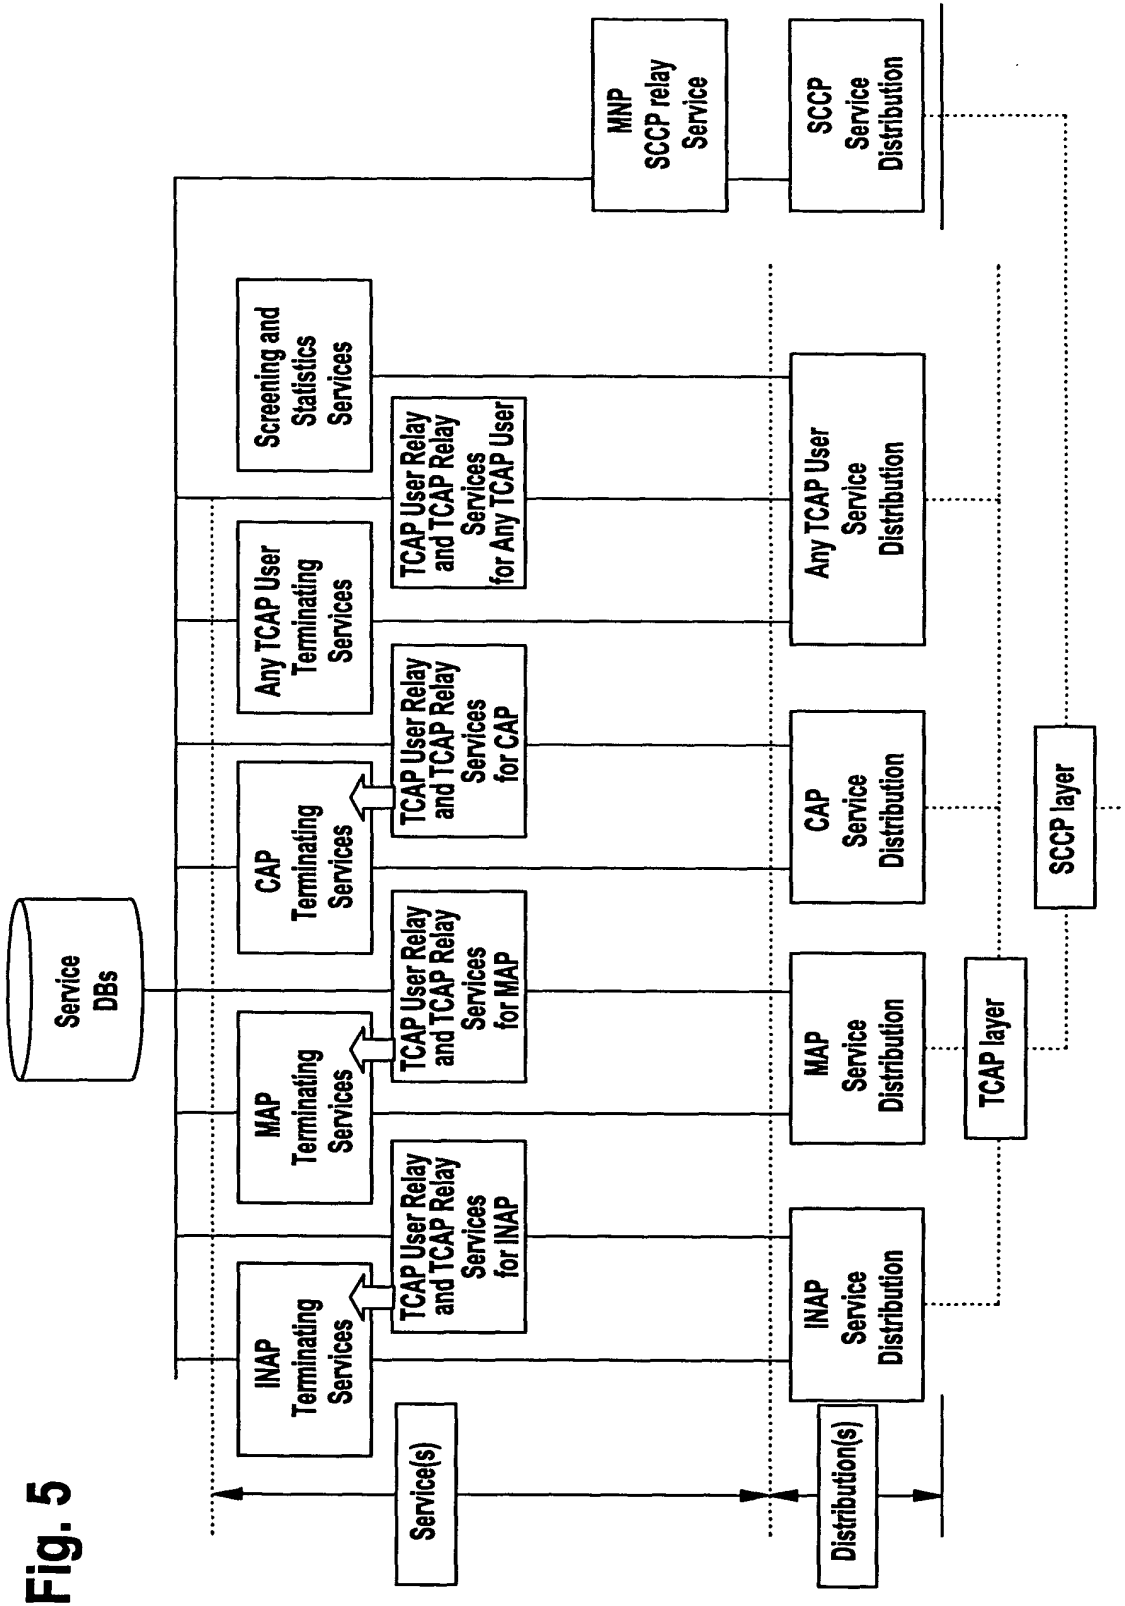 Fig. 5
Service
DBs
INAP
Terminating
Services
MAP
Terminating
Services
CAP
Terminating
Services
Any TCAP User
Terminating
Services
Screening and
Statistics
Services
Service(s)
TCAP User Relay
and TCAP Relay
Services
for INAP
TCAP User Relay
and TCAP Relay
Services
for MAP
TCAP User Relay
and TCAP Relay
Services
for CAP
TCAP User Relay
and TCAP Relay
Services
for Any TCAP User
MNP
SCCP relay
Service
Distribution(s)
INAP
Service
Distribution
MAP
Service
Distribution
CAP
Service
Distribution
Any TCAP User
Service
Distribution
SCCP
Service
Distribution
TCAP layer
SCCP layer